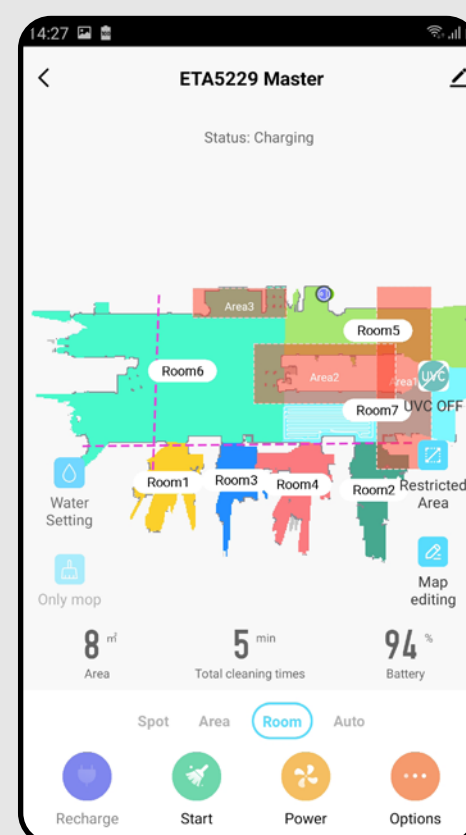 14:27
ETA5229 Master
Status: Charging
Area3
Room5
Room6
Area2
Area1
UVC
Room7
UVC OFF
Room1
Room3
Room4
Room2
Restricted
Area
Water
Setting
Only mop
Map
editing
8 ㎡
5 min
94 %
Area
Total cleaning times
Battery
Spot
Area
Room
Auto
Recharge
Start
Power
Options